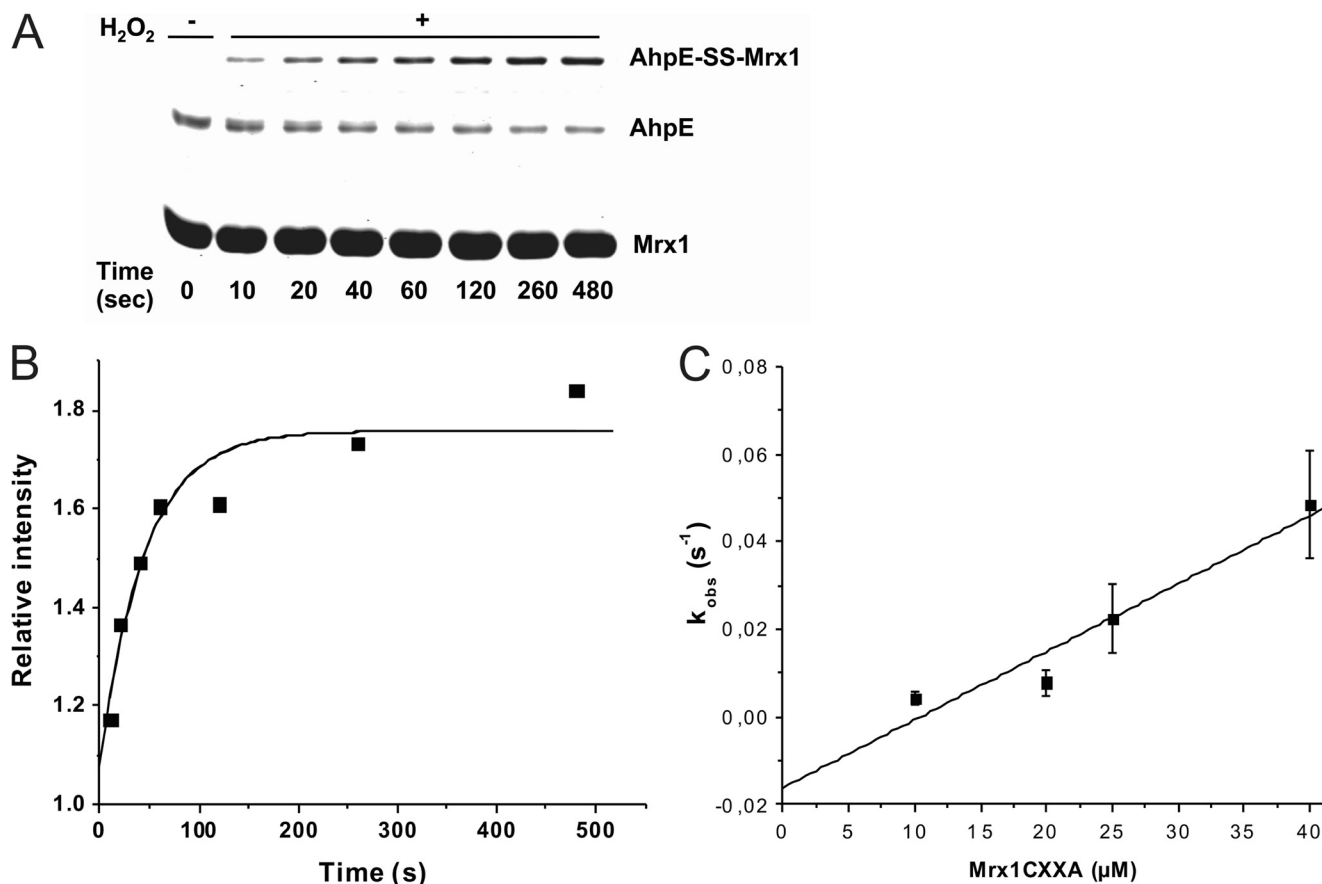 A
H2O2
-
+
AhpE-SS-Mrx1
AhpE
Mrx1
Time
(sec)
0 10 20 40 60 120 260 480
B
1.8
1.6
1.4
1.2
1.0
Relative intensity
0 100 200 300 400 500
Time (s)
C
0,08
0,06
0,04
0,02
0,00
-0,02
kobs (s-1)
0 5 10 15 20 25 30 35 40
Mrx1CXXA (µM)